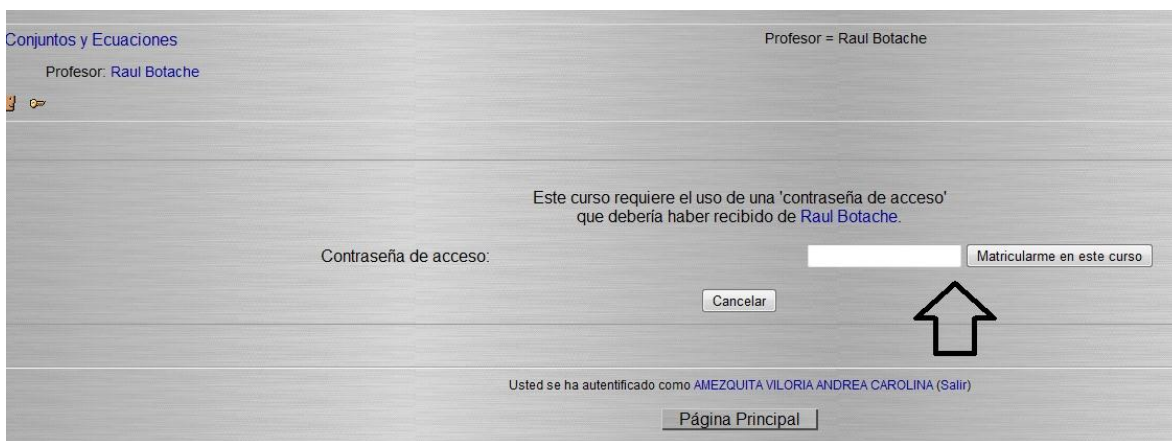 Conjuntos y Ecuaciones
Profesor = Raul Botache
Profesor: Raul Botache
Este curso requiere el uso de una 'contraseña de acceso'
que debería haber recibido de Raul Botache.
Contraseña de acceso:
Matricularme en este curso
Cancelar
Usted se ha autentificado como AMEZQUITA VILORIA ANDREA CAROLINA (Salir)
Página Principal